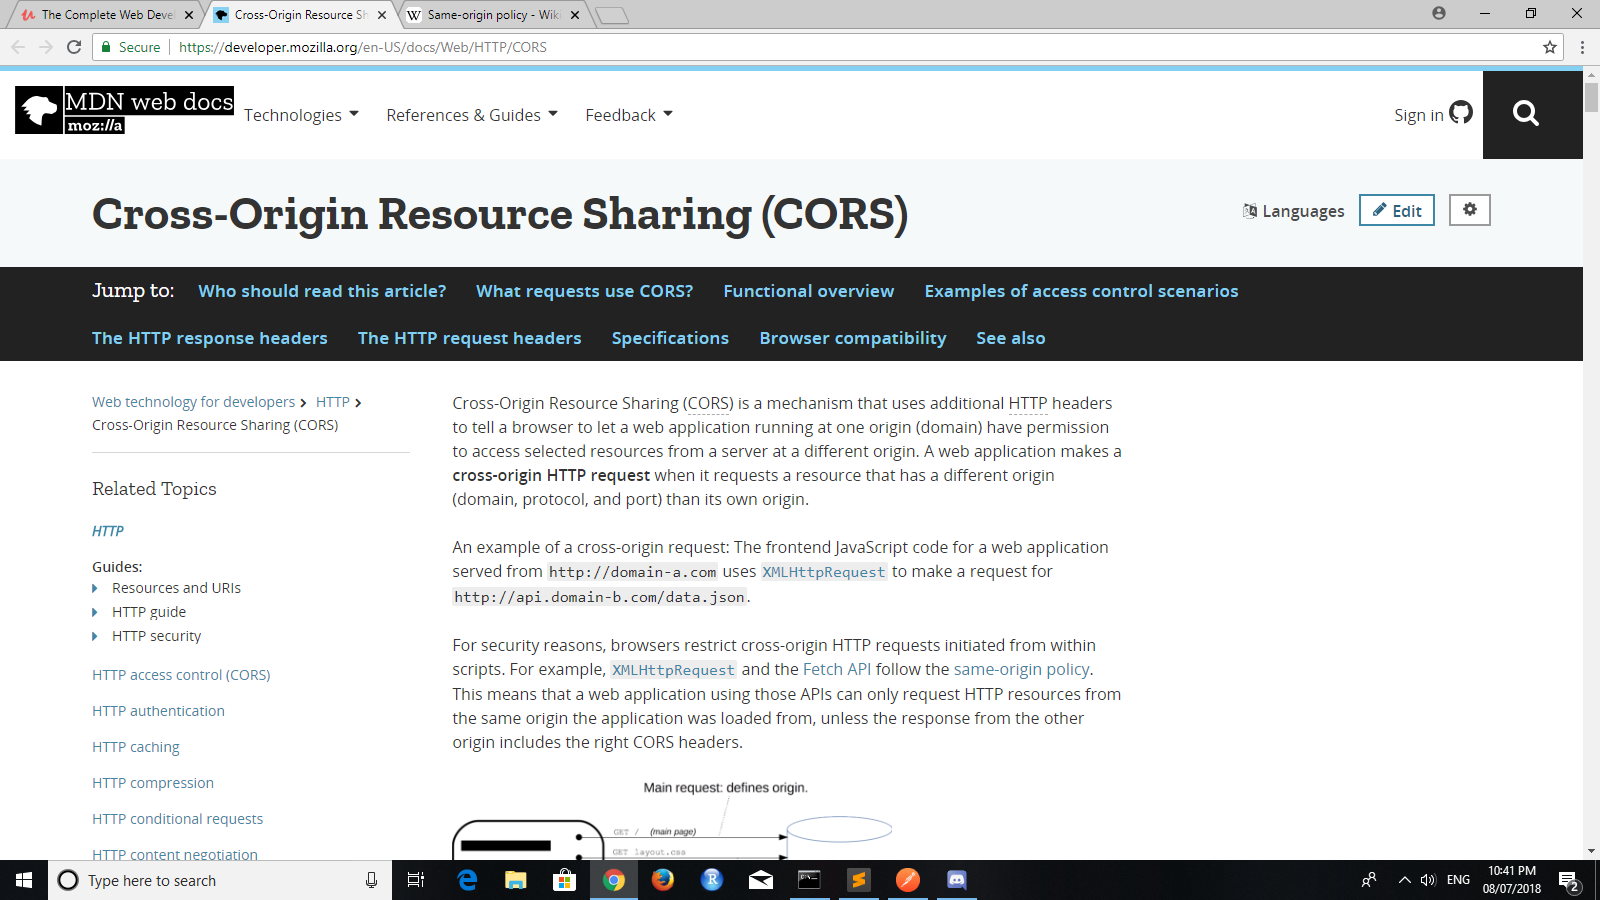 The Complete Web Deve
Cross-Origin Resource Sh
Same-origin policy - Wiki
Secure
https://developer.mozilla.org/en-US/docs/Web/HTTP/CORS
MDN web docs
moz://a
Technologies
References & Guides
Feedback
Sign in
Cross-Origin Resource Sharing (CORS)
Languages
Edit
Jump to: Who should read this article? What requests use CORS? Functional overview Examples of access control scenarios
The HTTP response headers The HTTP request headers Specifications Browser compatibility See also
Web technology for developers HTTP
Cross-Origin Resource Sharing (CORS)
Related Topics
HTTP
Guides:
Resources and URIs
HTTP guide
HTTP security
HTTP access control (CORS)
HTTP authentication
HTTP caching
HTTP compression
HTTP conditional requests
HTTP content negotiation
Cross-Origin Resource Sharing (CORS) is a mechanism that uses additional HTTP headers
to tell a browser to let a web application running at one origin (domain) have permission
to access selected resources from a server at a different origin. A web application makes a
cross-origin HTTP request when it requests a resource that has a different origin
(domain, protocol, and port) than its own origin.
An example of a cross-origin request: The frontend JavaScript code for a web application
served from http://domain-a.com uses XMLHttpRequest to make a request for
http://api.domain-b.com/data.json.
For security reasons, browsers restrict cross-origin HTTP requests initiated from within
scripts. For example, XMLHttpRequest and the Fetch API follow the same-origin policy.
This means that a web application using those APIs can only request HTTP resources from
the same origin the application was loaded from, unless the response from the other
origin includes the right CORS headers.
Main request: defines origin.
GET / (main page)
GET layout.css
Type here to search
ENG
10:41 PM
08/07/2018
2